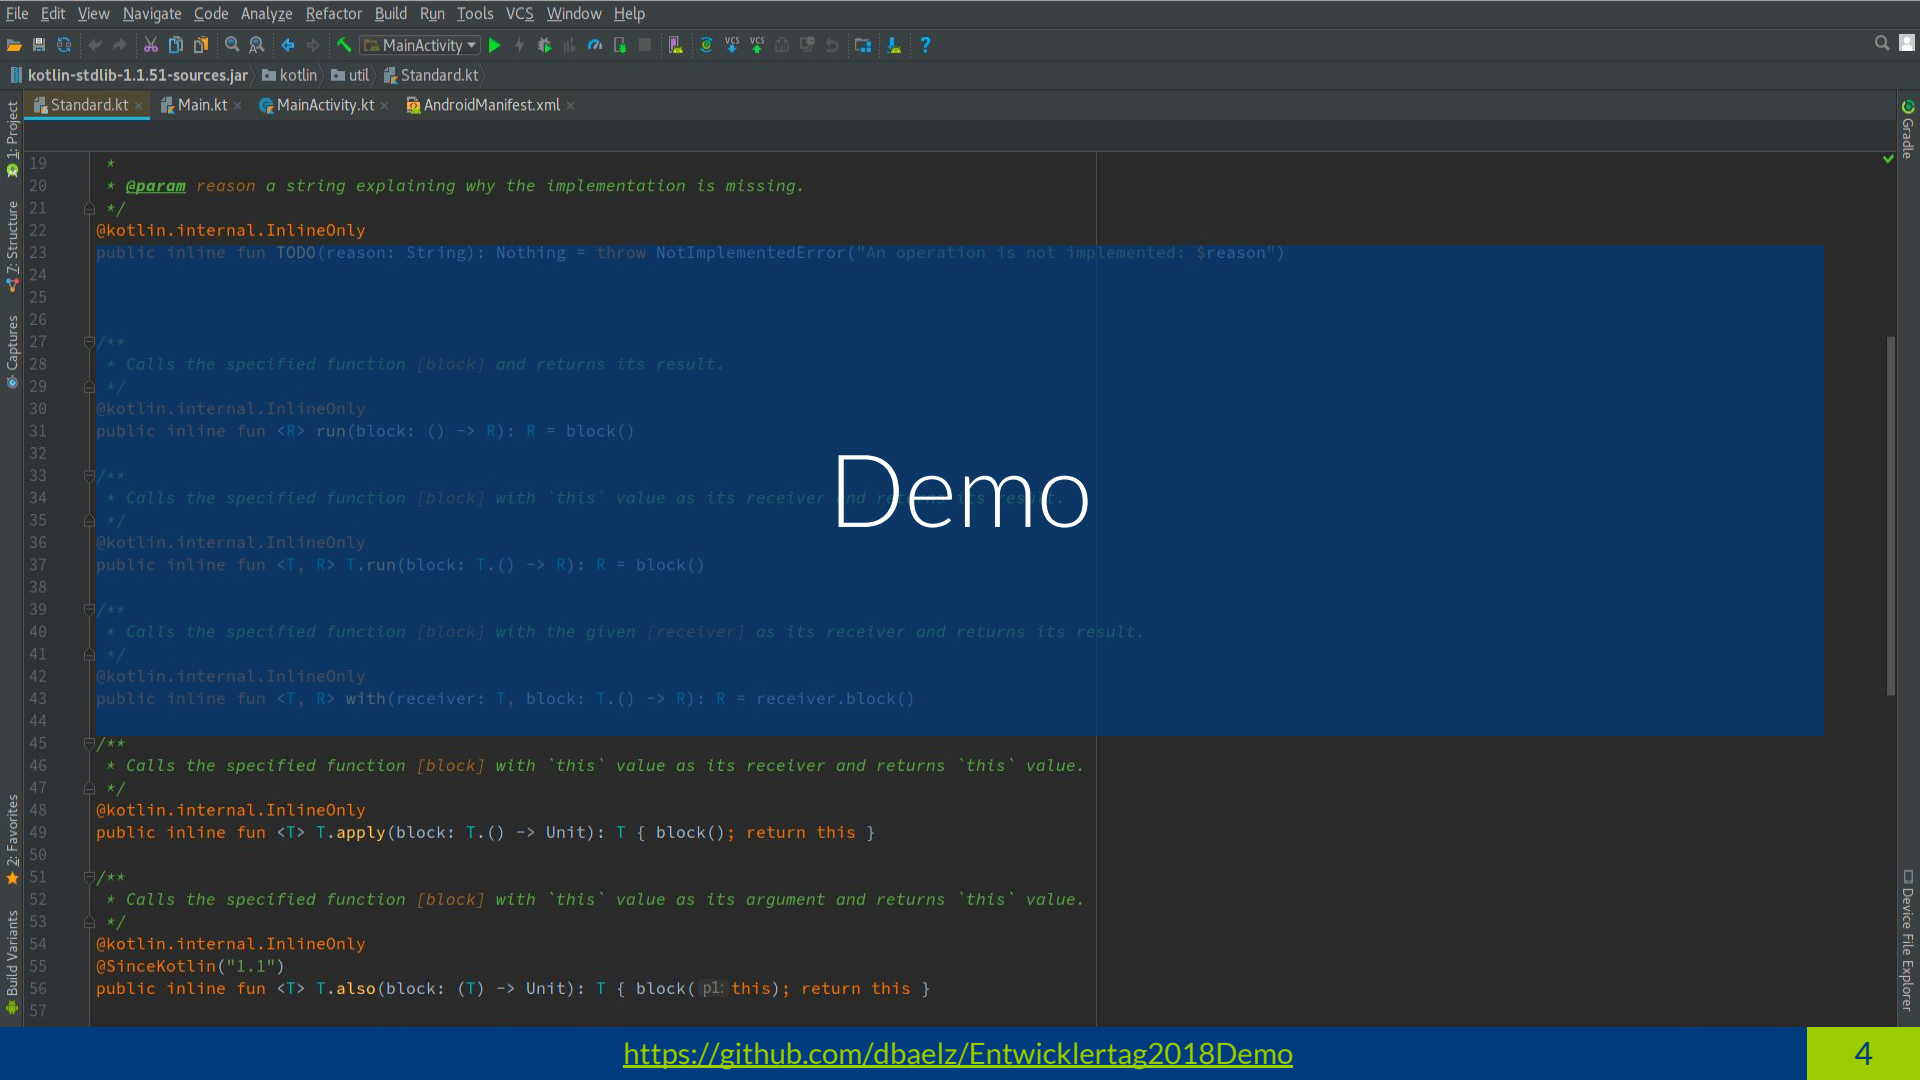 File Edit View Navigate Code Analyze Refactor Build Run Tools VCS Window Help
MainActivity
VCS VCS
kotlin-stdlib-1.1.51-sources.jar kotlin util Standard.kt
Standard.kt Main.kt MainActivity.kt AndroidManifest.xml
1: Project
7: Structure
Captures
2: Favorites
Build Variants
Gradle
Device File Explorer
19 *
20 * @param reason a string explaining why the implementation is missing.
21 */
22 @kotlin.internal.InlineOnly
23 public inline fun TODO(reason: String): Nothing = throw NotImplementedError("An operation is not implemented: $reason")
24
25
26
27 /**
28 * Calls the specified function [block] and returns its result.
29 */
30 @kotlin.internal.InlineOnly
31 public inline fun <R> run(block: () -> R): R = block()
32
33 /**
34 * Calls the specified function [block] with `this` value as its receiver and returns its result.
35 */
36 @kotlin.internal.InlineOnly
37 public inline fun <T, R> T.run(block: T.() -> R): R = block()
38
39 /**
40 * Calls the specified function [block] with the given [receiver] as its receiver and returns its result.
41 */
42 @kotlin.internal.InlineOnly
43 public inline fun <T, R> with(receiver: T, block: T.() -> R): R = receiver.block()
44
45 /**
46 * Calls the specified function [block] with `this` value as its receiver and returns `this` value.
47 */
48 @kotlin.internal.InlineOnly
49 public inline fun <T> T.apply(block: T.() -> Unit): T { block(); return this }
50
51 /**
52 * Calls the specified function [block] with `this` value as its argument and returns `this` value.
53 */
54 @kotlin.internal.InlineOnly
55 @SinceKotlin("1.1")
56 public inline fun <T> T.also(block: (T) -> Unit): T { block( p1: this); return this }
57
Demo
https://github.com/dbaelz/Entwicklertag2018Demo
4